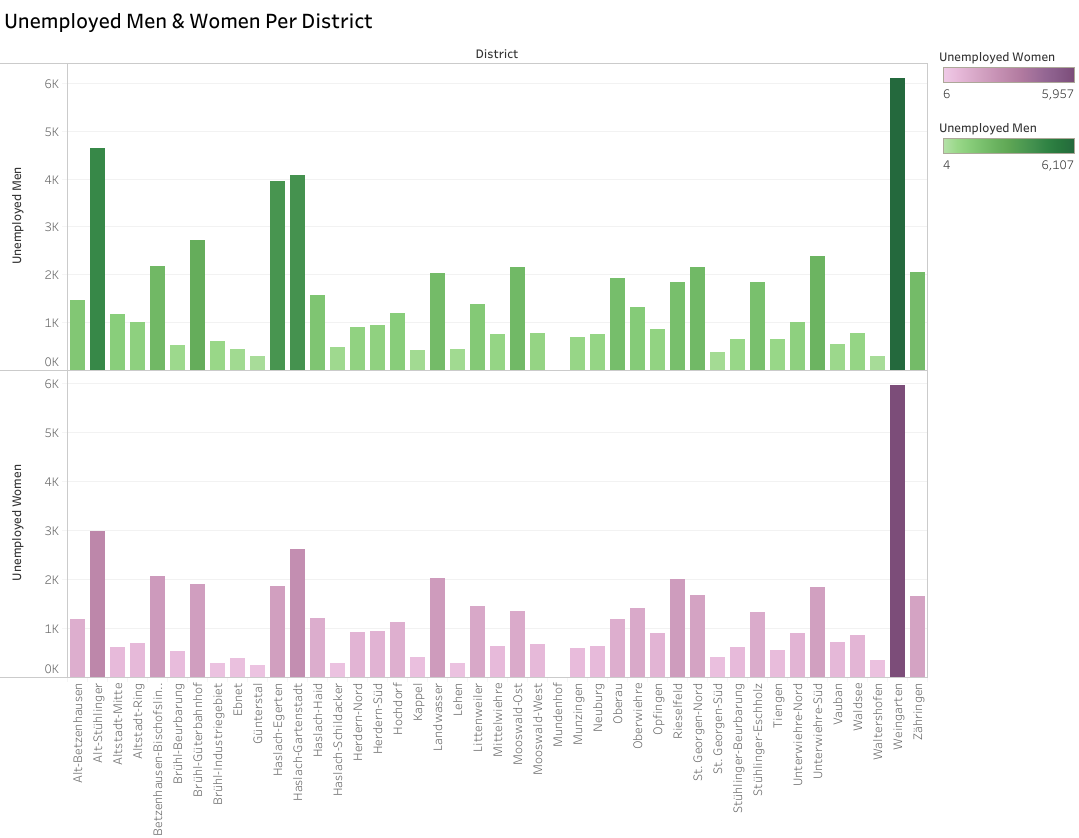 Unemployed Men & Women Per District
District
Unemployed Women
6 5,957
Unemployed Men
4 6,107
Unemployed Men
6K
5K
4K
3K
2K
1K
0K
Unemployed Women
6K
5K
4K
3K
2K
1K
0K
Alt-Betzenhausen
Alt-Stühlinger
Altstadt-Mitte
Altstadt-Ring
Betzenhausen-Bischofslin..
Brühl-Beurbarung
Brühl-Güterbahnhof
Brühl-Industriegebiet
Ebnet
Günterstal
Haslach-Egerten
Haslach-Gartenstadt
Haslach-Haid
Haslach-Schildacker
Herdern-Nord
Herdern-Süd
Hochdorf
Kappel
Landwasser
Lehen
Littenweiler
Mittelwiehre
Mooswald-Ost
Mooswald-West
Mundenhof
Munzingen
Neuburg
Oberau
Oberwiehre
Opfingen
Rieselfeld
St. Georgen-Nord
St. Georgen-Süd
Stühlinger-Beurbarung
Stühlinger-Eschholz
Tiengen
Unterwiehre-Nord
Unterwiehre-Süd
Vauban
Waldsee
Waltershofen
Weingarten
Zähringen